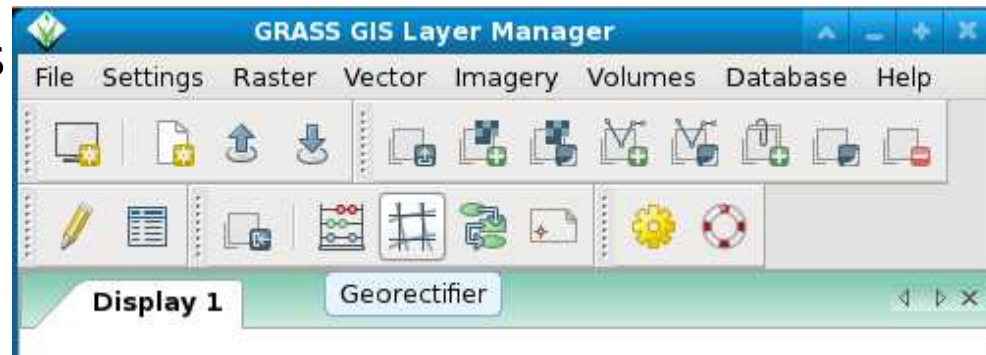 GRASS GIS Layer Manager
s
File Settings Raster Vector Imagery Volumes Database Help
Display 1
Georectifier